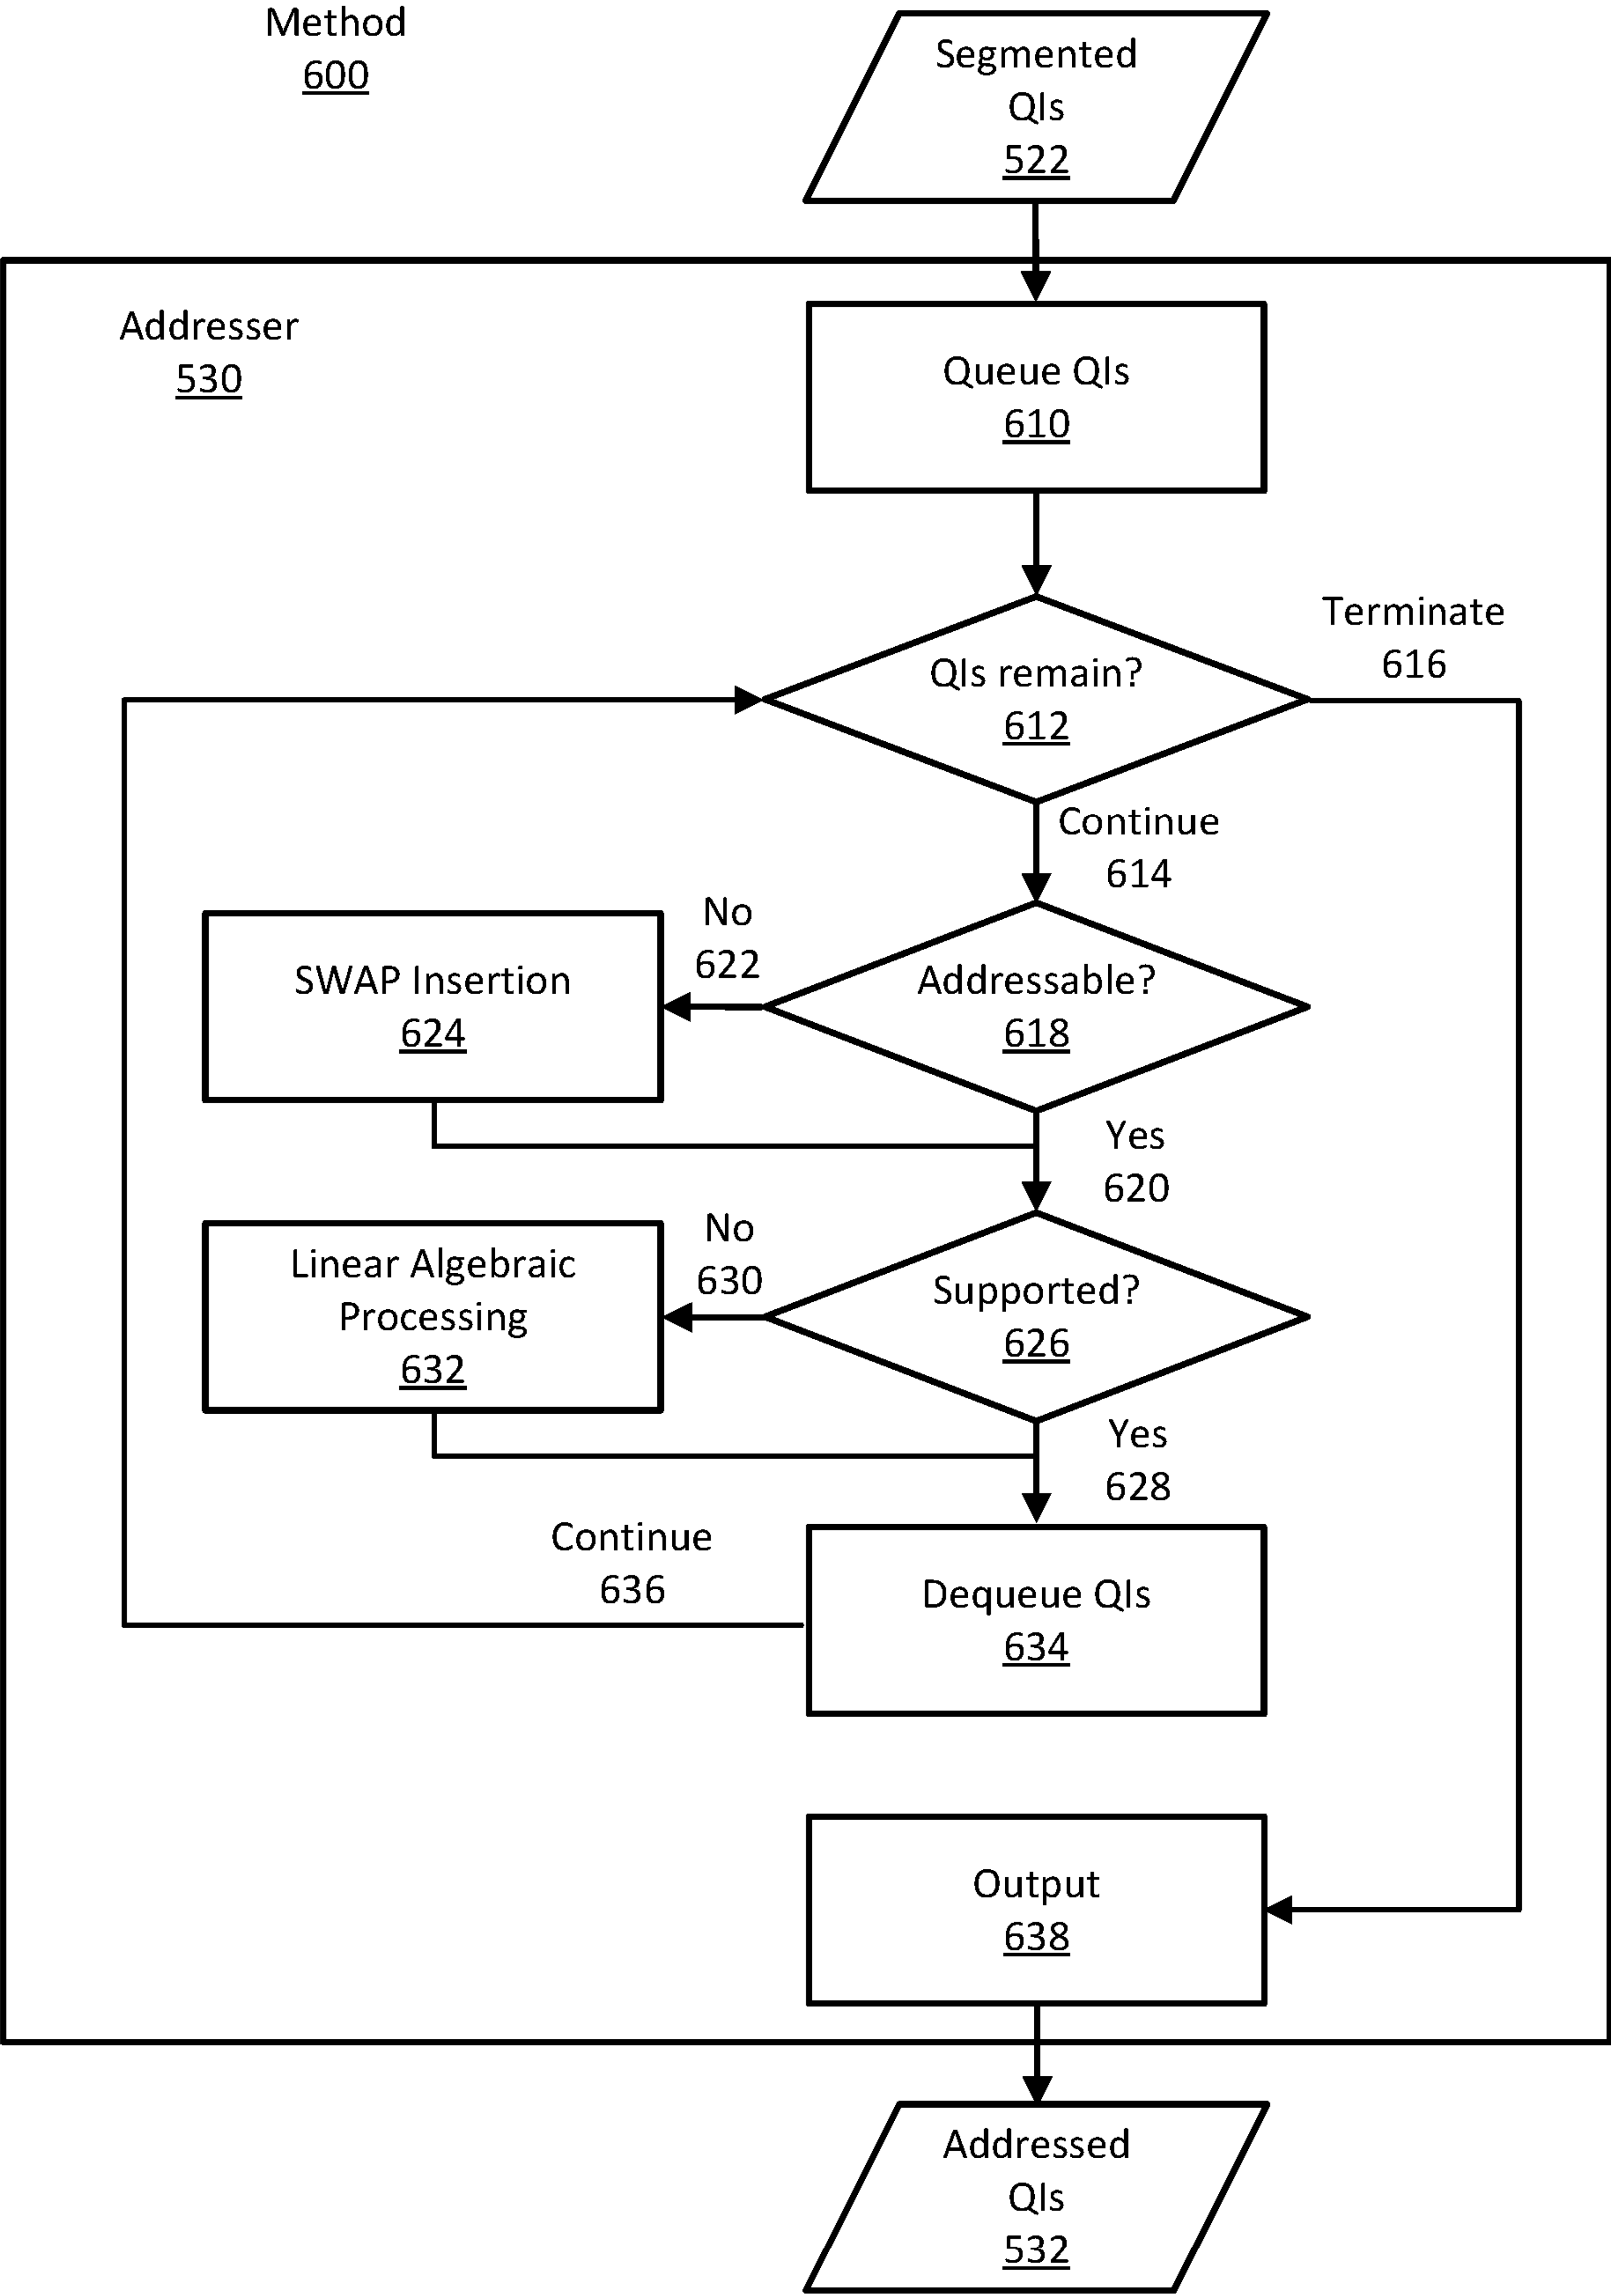 Method
600
Segmented
QIs
522
Addresser
530
Queue QIs
610
QIs remain?
612
Terminate
616
Continue
614
Addressable?
618
No
622
SWAP Insertion
624
Yes
620
Supported?
626
No
630
Linear Algebraic
Processing
632
Yes
628
Continue
636
Dequeue QIs
634
Output
638
Addressed
QIs
532